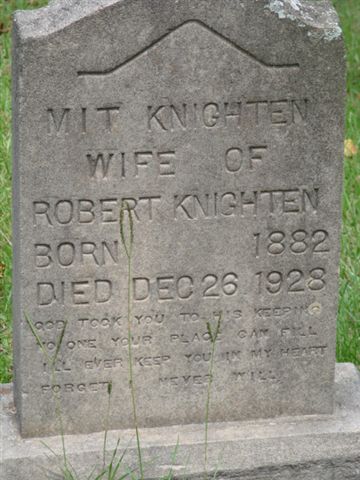 MIT KNIGHTEN
WIFE OF
ROBERT KNIGHTEN
BORN 1882
DIED DEC 26 1928
GOD TOOK YOU TO HIS KEEPING
NO ONE YOUR PLACE CAN FILL
I'LL EVER KEEP YOU IN MY HEART
FORGET NEVER WILL